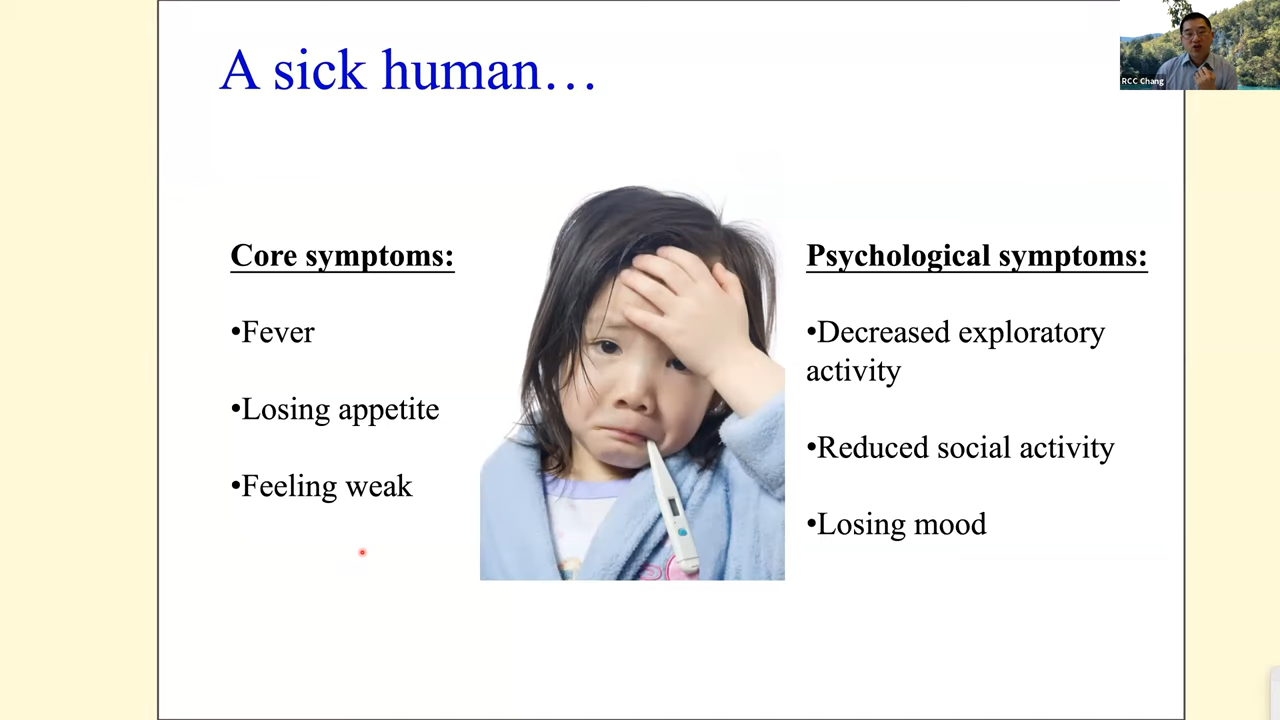 A sick human…
RCC Chang
Core symptoms:
•Fever
•Losing appetite
•Feeling weak
Psychological symptoms:
•Decreased exploratory
activity
•Reduced social activity
•Losing mood